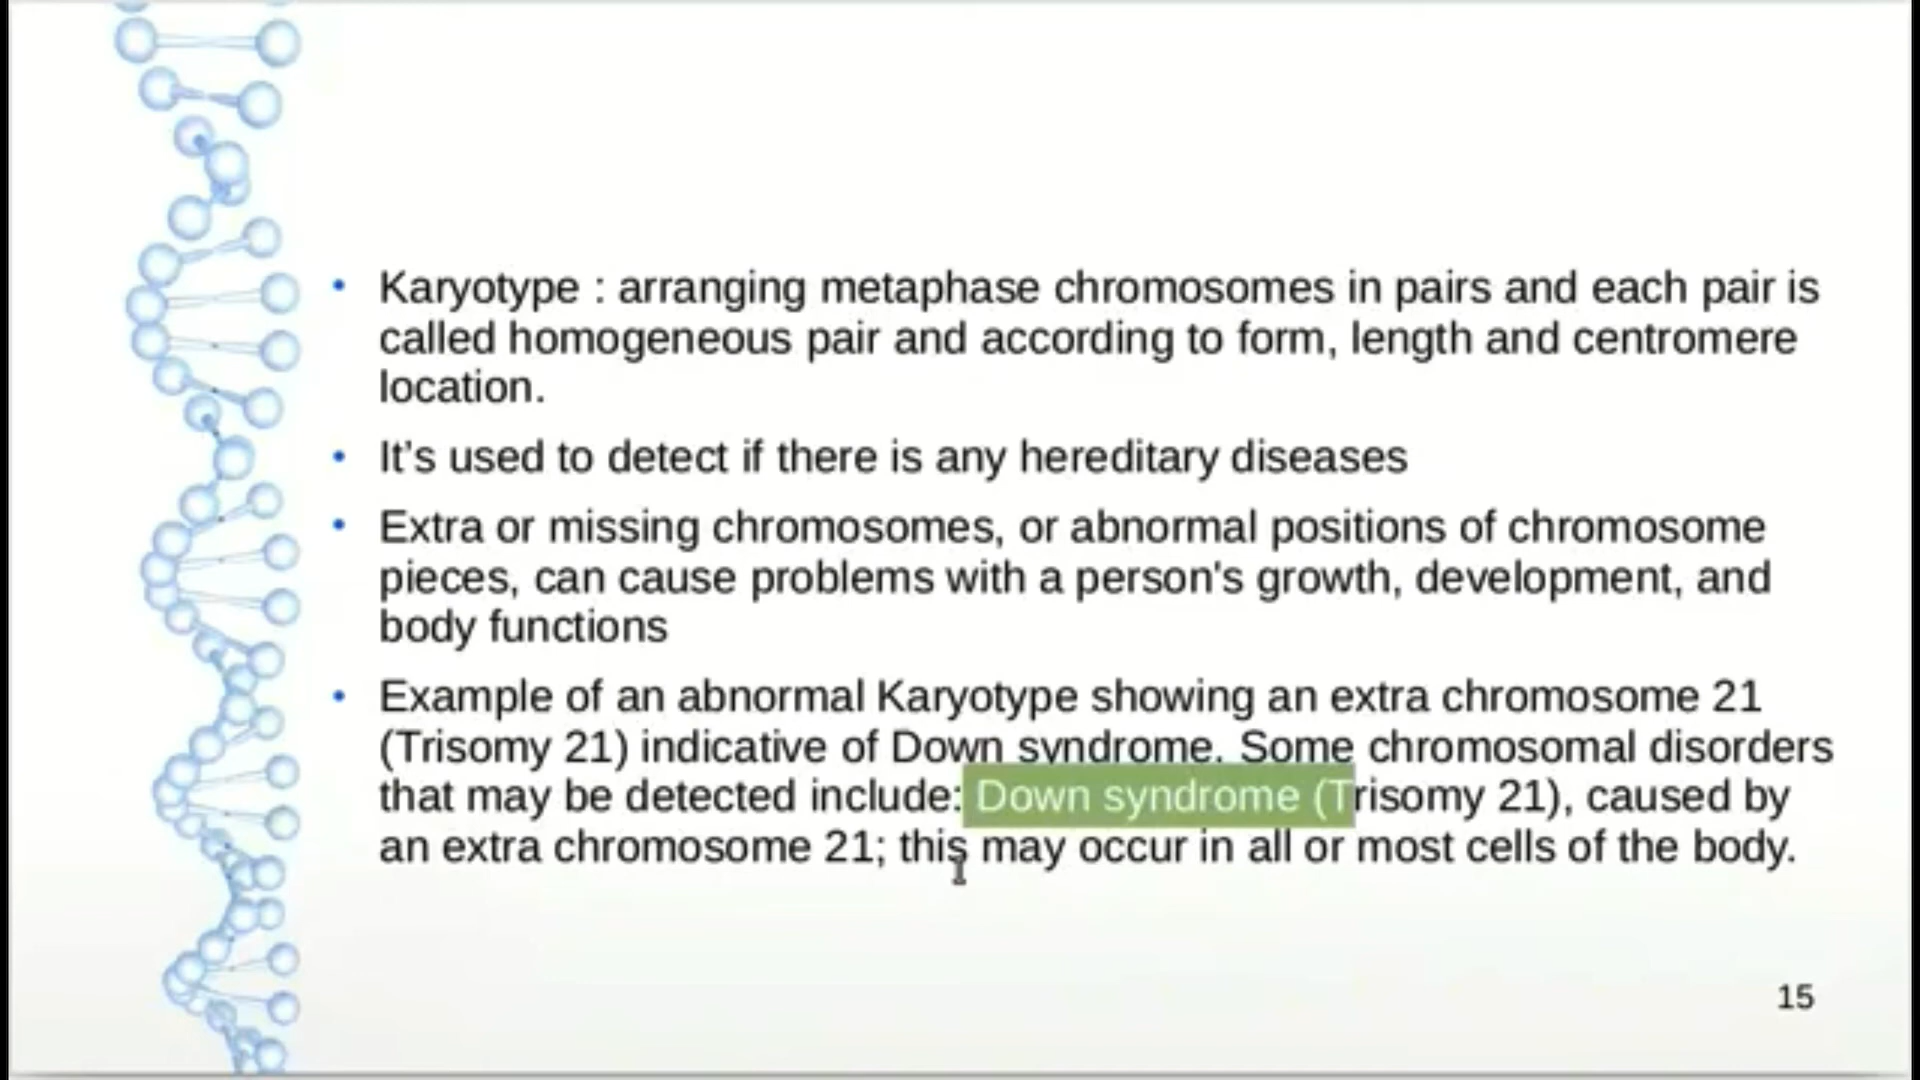 • Karyotype : arranging metaphase chromosomes in pairs and each pair is
called homogeneous pair and according to form, length and centromere
location.
• It’s used to detect if there is any hereditary diseases
• Extra or missing chromosomes, or abnormal positions of chromosome
pieces, can cause problems with a person's growth, development, and
body functions
• Example of an abnormal Karyotype showing an extra chromosome 21
(Trisomy 21) indicative of Down syndrome. Some chromosomal disorders
that may be detected include: Down syndrome (Trisomy 21), caused by
an extra chromosome 21; this may occur in all or most cells of the body.
15